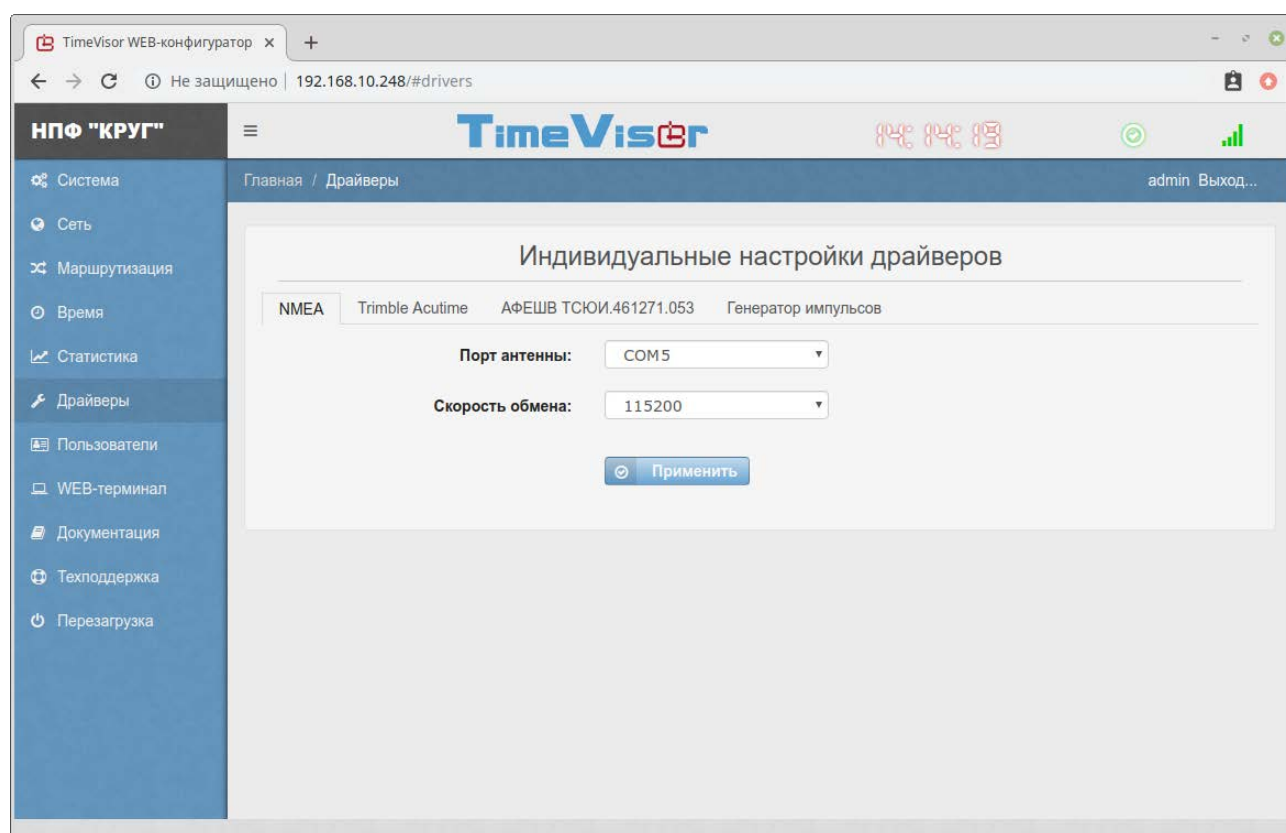 TimeVisor WEB-конфигуратор
Не защищено | 192.168.10.248/#drivers
НПФ "КРУГ"
TimeVisor
14:14:19
Система
Главная / Драйверы
admin Выход...
Сеть
Маршрутизация
Время
Статистика
Драйверы
Пользователи
WEB-терминал
Документация
Техподдержка
Перезагрузка
Индивидуальные настройки драйверов
NMEA
Trimble Acutime
АФЕШВ ТСЮИ.461271.053
Генератор импульсов
Порт антенны:
COM5
Скорость обмена:
115200
Применить